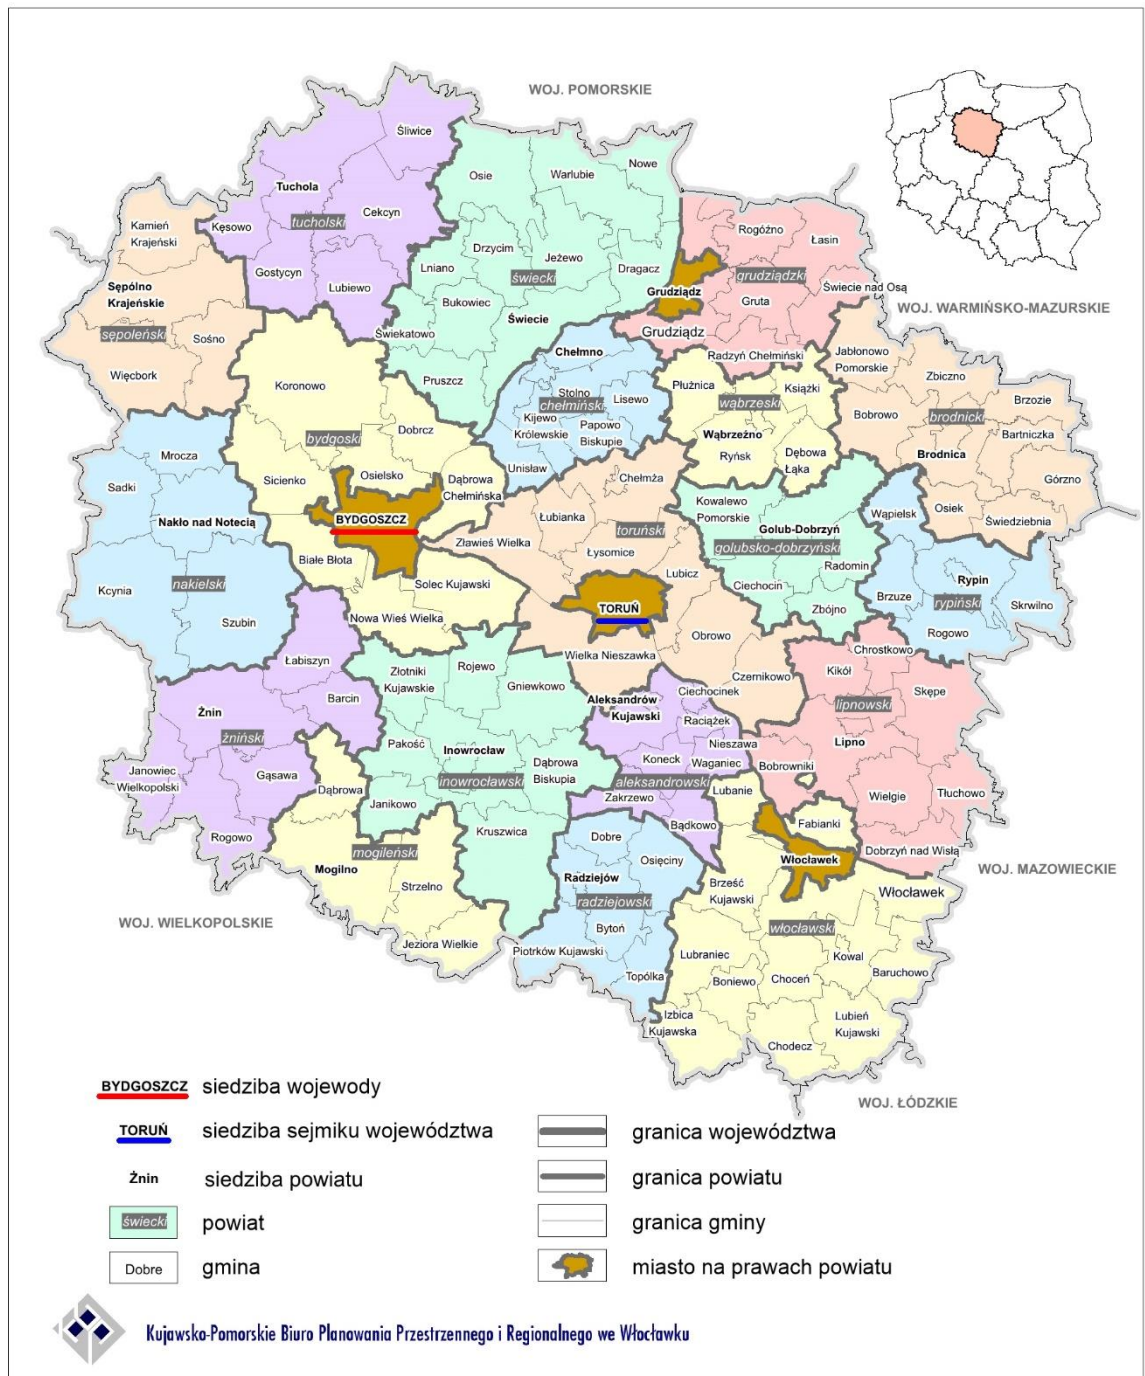 WOJ. POMORSKIE
Śliwice
Tuchola
tucholski
Cekcyn
Kęsowo
Gostycyn
Lubiewo
Nowe
Osie
Warlubie
Drzycim
Jeżewo
Lniano
świecki
Dragacz
Bukowiec
Świecie
Świekatowo
Pruszcz
Kamień
Krajeński
Sępólno
Krajeńskie
Sośno
sępoleński
Więcbork
Rogóźno
Łasin
grudziądzki
Grudziądz
Gruta
Świecie nad Osą
Grudziądz
Radzyń Chełmiński
WOJ. WARMIŃSKO-MAZURSKIE
Chełmno
Stolno
chełmiński
Lisewo
Kijewo
Królewskie
Papowo
Biskupie
Unisław
Płużnica
Książki
wąbrzeski
Wąbrzeźno
Ryńsk
Dębowa
Łąka
Jabłonowo
Pomorskie
Zbiczno
Brzozie
Bobrowo
brodnicki
Bartniczka
Brodnica
Górzno
Osiek
Świedziebnia
Koronowo
bydgoski
Dobrcz
Osielsko
Sicienko
Dąbrowa
Chełmińska
BYDGOSZCZ
Białe Błota
Solec Kujawski
Nowa Wieś Wielka
Mrocza
Sadki
Nakło nad Notecią
nakielski
Kcynia
Szubin
Chełmża
Łubianka
toruński
Zławieś Wielka
Łysomice
Lubicz
TORUŃ
Obrowo
Wielka Nieszawka
Czernikowo
Kowalewo
Pomorskie
Golub-Dobrzyń
golubsko-dobrzyński
Radomin
Ciechocin
Zbójno
Wąpielsk
Rypin
Brzuze
rypiński
Skrwilno
Rogowo
Łabiszyn
Barcin
Żnin
żniński
Gąsawa
Janowiec
Wielkopolski
Rogowo
Złotniki
Kujawskie
Rojewo
Gniewkowo
Pakość
Inowrocław
Dąbrowa
Biskupia
inowrocławski
Janikowo
Kruszwica
Aleksandrów
Kujawski
Ciechocinek
Raciążek
Nieszawa
Koneck
Waganiec
aleksandrowski
Zakrzewo
Bądkowo
Chrostkowo
Kikół
Skępe
lipnowski
Lipno
Bobrowniki
Wielgie
Tłuchowo
Dobrzyń nad Wisłą
WOJ. MAZOWIECKIE
Dąbrowa
mogileński
Mogilno
Strzelno
Jeziora Wielkie
WOJ. WIELKOPOLSKIE
Dobre
Osięciny
Radziejów
radziejowski
Bytoń
Piotrków Kujawski
Topólka
Lubanie
Fabianki
Włocławek
Brześć
Kujawski
Włocławek
włocławski
Lubraniec
Kowal
Boniewo
Choceń
Baruchowo
Izbica
Kujawska
Lubień
Kujawski
Chodecz
WOJ. ŁÓDZKIE
BYDGOSZCZ siedziba wojewody
TORUŃ siedziba sejmiku województwa
Żnin siedziba powiatu
świecki powiat
Dobre gmina
granica województwa
granica powiatu
granica gminy
miasto na prawach powiatu
Kujawsko-Pomorskie Biuro Planowania Przestrzennego i Regionalnego we Włocławku